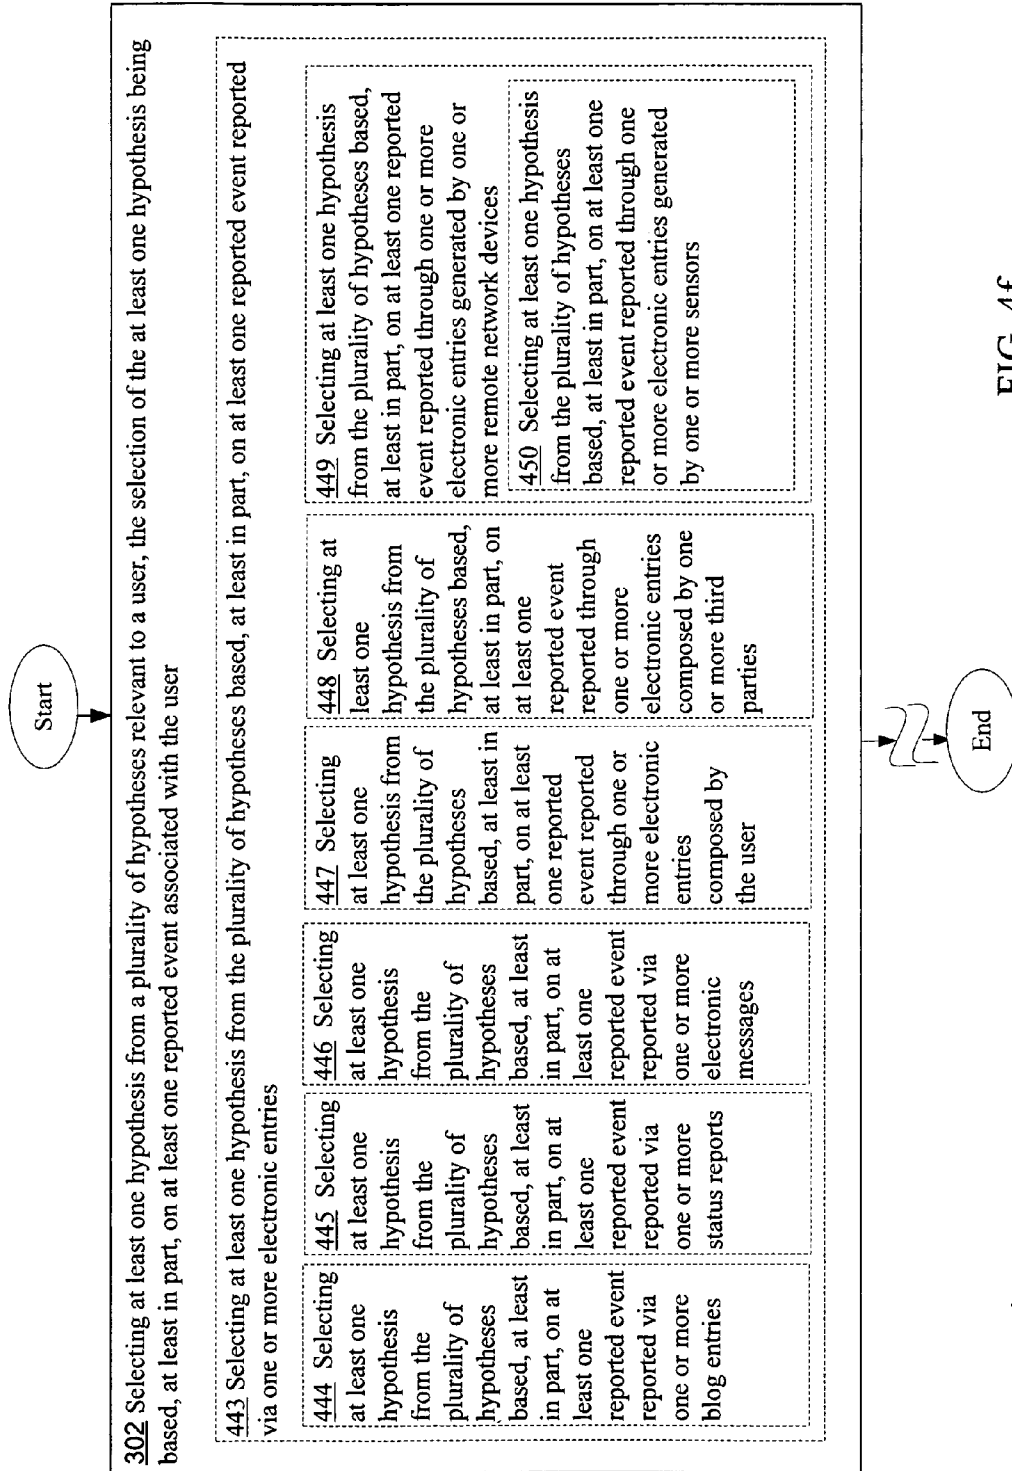 Start
302 Selecting at least one hypothesis from a plurality of hypotheses relevant to a user, the selection of the at least one hypothesis being
based, at least in part, on at least one reported event associated with the user
443 Selecting at least one hypothesis from the plurality of hypotheses based, at least in part, on at least one reported event reported
via one or more electronic entries
444 Selecting
at least one
hypothesis
from the
plurality of
hypotheses
based, at least
in part, on at
least one
reported event
reported via
one or more
blog entries
445 Selecting
at least one
hypothesis
from the
plurality of
hypotheses
based, at least
in part, on at
least one
reported event
reported via
one or more
status reports
446 Selecting
at least one
hypothesis
from the
plurality of
hypotheses
based, at least
in part, on at
least one
reported event
reported via
one or more
electronic
messages
447 Selecting
at least one
hypothesis from
the plurality of
hypotheses
based, at least in
part, on at least
one reported
event reported
through one or
more electronic
entries
composed by
the user
448 Selecting at
least one
hypothesis from
the plurality of
hypotheses based,
at least in part, on
at least one
reported event
reported through
one or more
electronic entries
composed by one
or more third
parties
449 Selecting at least one hypothesis
from the plurality of hypotheses based,
at least in part, on at least one reported
event reported through one or more
electronic entries generated by one or
more remote network devices
450 Selecting at least one hypothesis
from the plurality of hypotheses
based, at least in part, on at least one
reported event reported through one
or more electronic entries generated
by one or more sensors
End
FIG. 4f